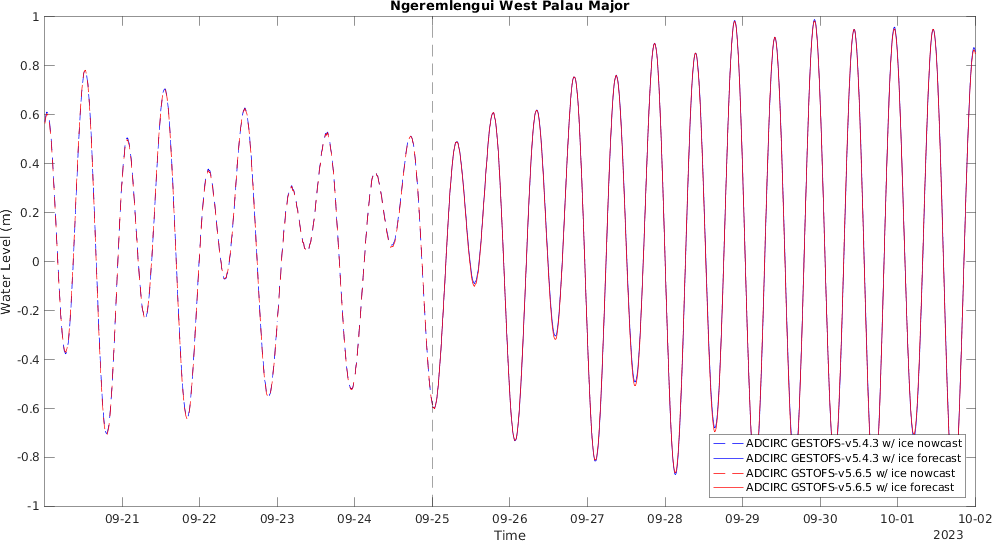 Ngeremlengui West Palau Major
Water Level (m)
1
0.8
0.6
0.4
0.2
0
-0.2
-0.4
-0.6
-0.8
-1
ADCIRC GESTOFS-v5.4.3 w/ ice nowcast
ADCIRC GESTOFS-v5.4.3 w/ ice forecast
ADCIRC GSTOFS-v5.6.5 w/ ice nowcast
ADCIRC GSTOFS-v5.6.5 w/ ice forecast
09-21 09-22 09-23 09-24 09-25 09-26 09-27 09-28 09-29 09-30 10-01 10-02
Time
2023